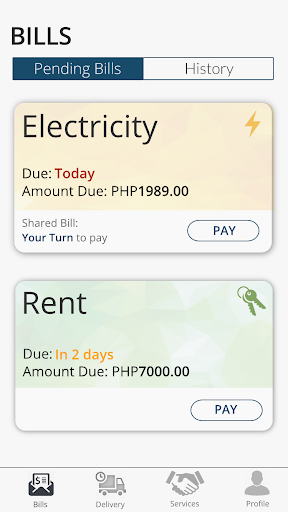 BILLS
Pending Bills
History
Electricity
Due: Today
Amount Due: PHP1989.00
Shared Bill:
Your Turn to pay
PAY
Rent
Due: In 2 days
Amount Due: PHP7000.00
PAY
Bills
Delivery
Services
Profile